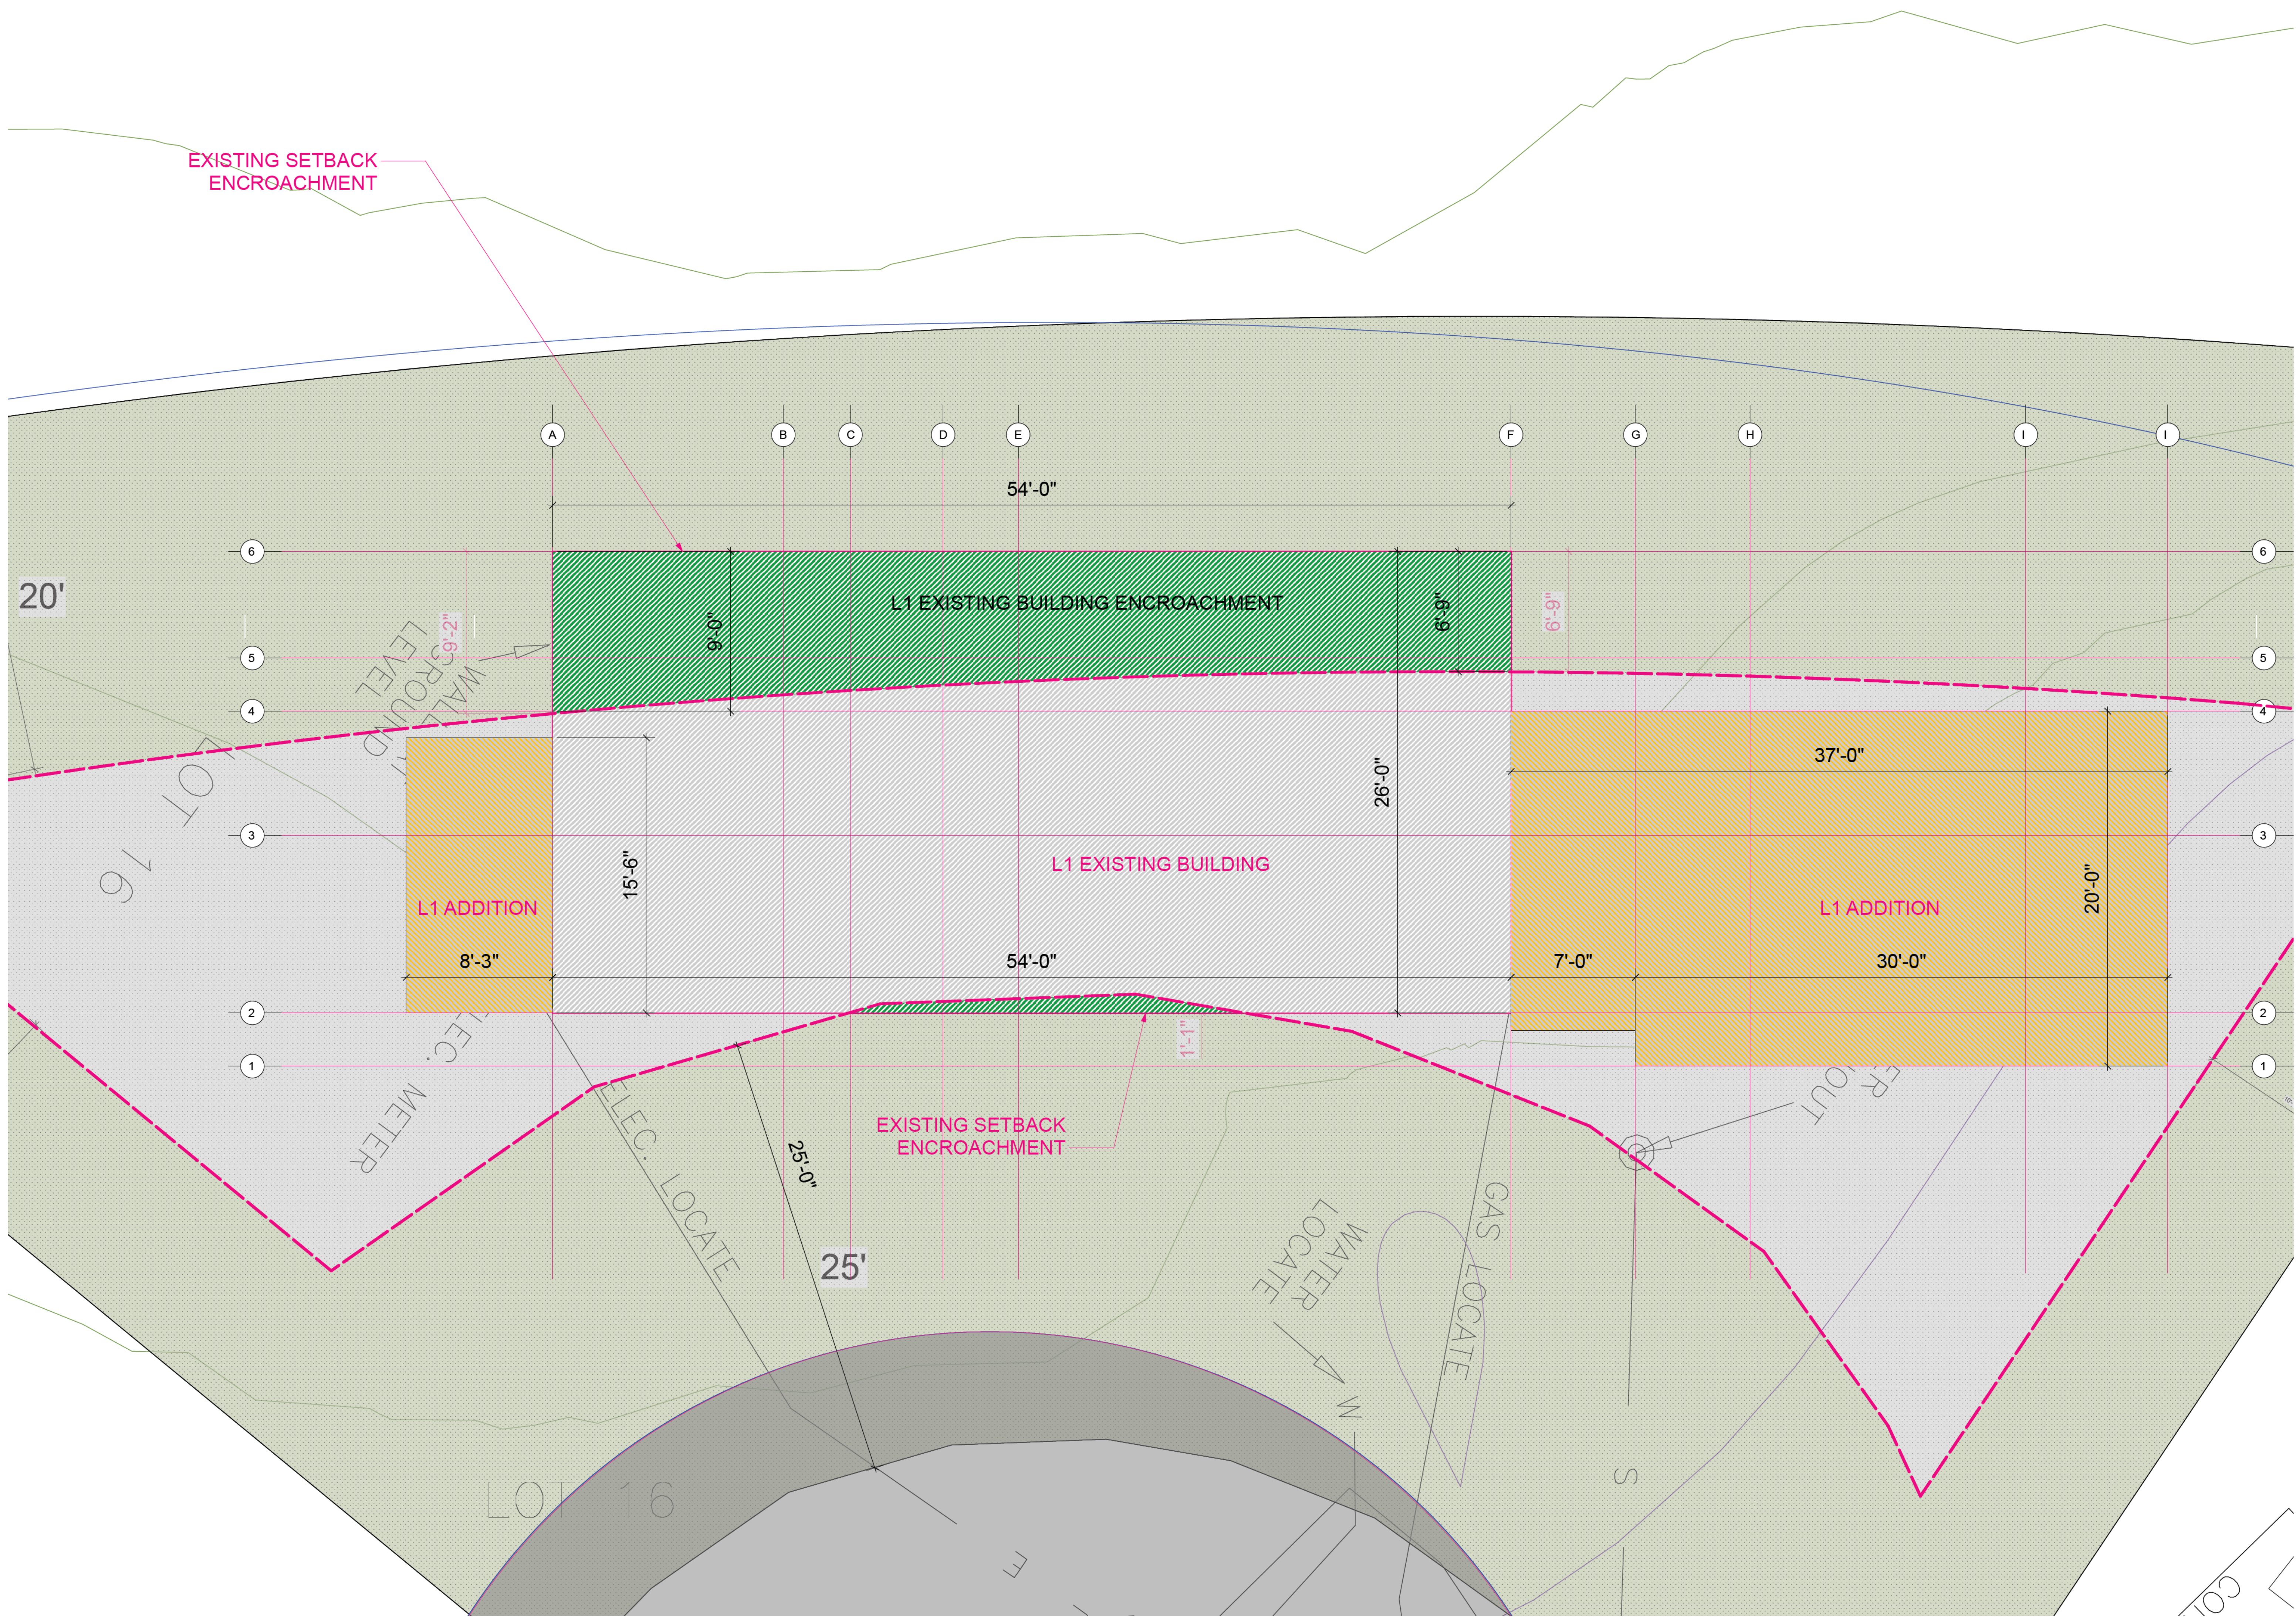 EXISTING SETBACK
ENCROACHMENT
A
B
C
D
E
F
G
H
I
I
54'-0"
6
6
20'
L1 EXISTING BUILDING ENCROACHMENT
9'-2"
9'-0"
6'-9"
6'-9"
5
5
WALL
GROUND
LEVEL
4
4
37'-0"
26'-0"
LOT 16
3
3
15'-6"
L1 EXISTING BUILDING
20'-0"
L1 ADDITION
L1 ADDITION
8'-3"
54'-0"
7'-0"
30'-0"
2
2
1'-1"
1
1
LEC. METER
ER
OUT
ELEC. LOCATE
EXISTING SETBACK
ENCROACHMENT
25'-0"
25'
WATER
LOCATE
GAS LOCATE
W
S
LOT 16
E